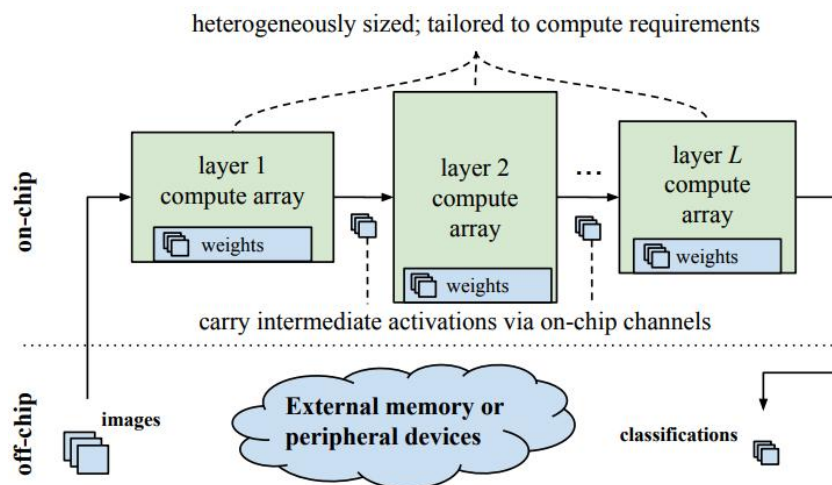 heterogeneously sized; tailored to compute requirements
layer 1
compute array
weights
layer 2
compute
array
weights
...
layer L
compute
array
weights
carry intermediate activations via on-chip channels
on-chip
off-chip
images
External memory or
peripheral devices
classifications